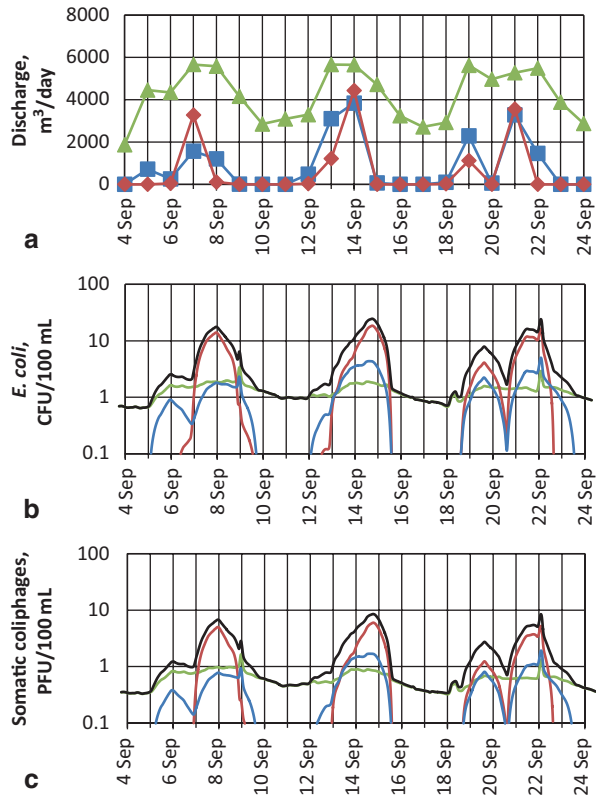 8000
6000
4000
2000
0
Discharge,
m³/day
4 Sep
6 Sep
8 Sep
10 Sep
12 Sep
14 Sep
16 Sep
18 Sep
20 Sep
22 Sep
24 Sep
a
100
10
1
0.1
E. coli,
CFU/100 mL
4 Sep
6 Sep
8 Sep
10 Sep
12 Sep
14 Sep
16 Sep
18 Sep
20 Sep
22 Sep
24 Sep
b
100
10
1
0.1
Somatic coliphages,
PFU/100 mL
4 Sep
6 Sep
8 Sep
10 Sep
12 Sep
14 Sep
16 Sep
18 Sep
20 Sep
22 Sep
24 Sep
c